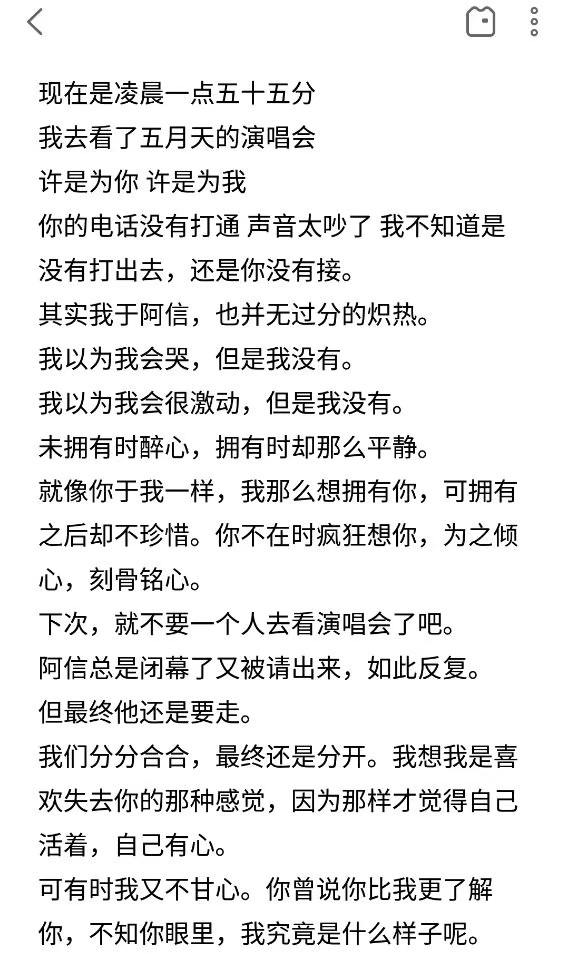 现在是凌晨一点五十五分
我去看了五月天的演唱会
许是为你 许是为我
你的电话没有打通 声音太吵了 我不知道是
没有打出去，还是你没有接。
其实我于阿信，也并无过分的炽热。
我以为我会哭，但是我没有。
我以为我会很激动，但是我没有。
未拥有时醉心，拥有时却那么平静。
就像你于我一样，我那么想拥有你，可拥有
之后却不珍惜。你不在时疯狂想你，为之倾
心，刻骨铭心。
下次，就不要一个人去看演唱会了吧。
阿信总是闭幕了又被请出来，如此反复。
但最终他还是要走。
我们分分合合，最终还是分开。我想我是喜
欢失去你的那种感觉，因为那样才觉得自己
活着，自己有心。
可有时我又不甘心。你曾说你比我更了解
你，不知你眼里，我究竟是什么样子呢。